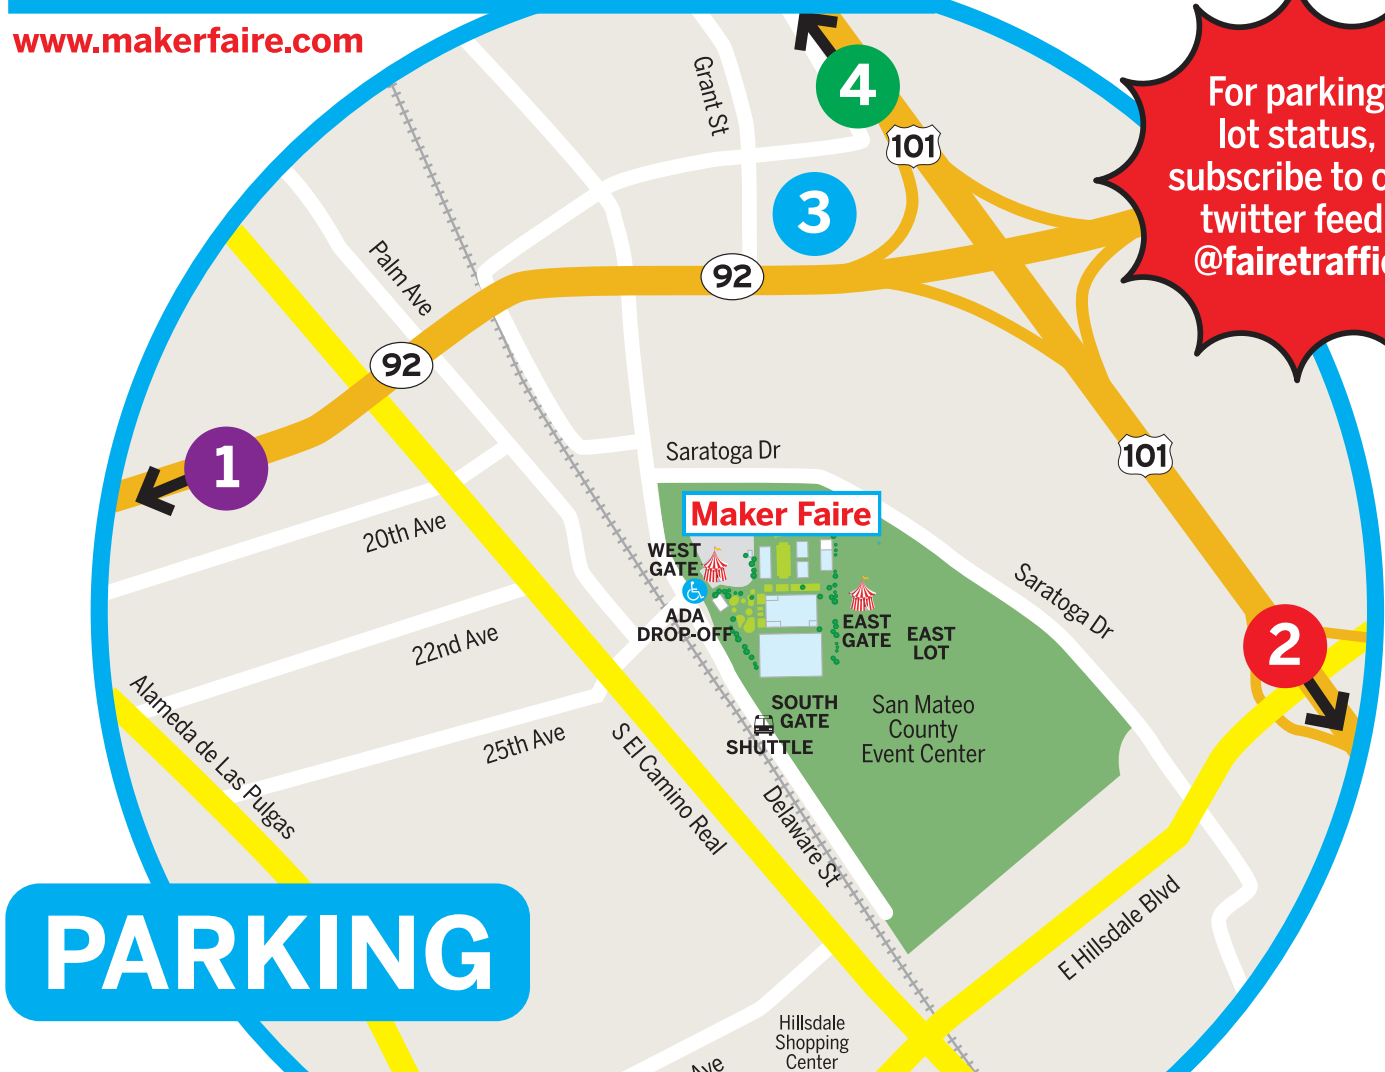 www.makerfaire.com
For parking
lot status,
subscribe to
twitter feed
@fairetraffic
Grant St
4
101
3
92
Palm Ave
92
1
Saratoga Dr
101
Maker Faire
20th Ave
WEST
GATE
ADA
DROP-OFF
EAST
GATE
EAST
LOT
Saratoga Dr
2
22nd Ave
Alameda de Las Pulgas
25th Ave
S El Camino Real
SOUTH
GATE
SHUTTLE
San Mateo
County
Event Center
Delaware St
E Hillsdale Blvd
PARKING
Hillsdale
Shopping
Center
Ave